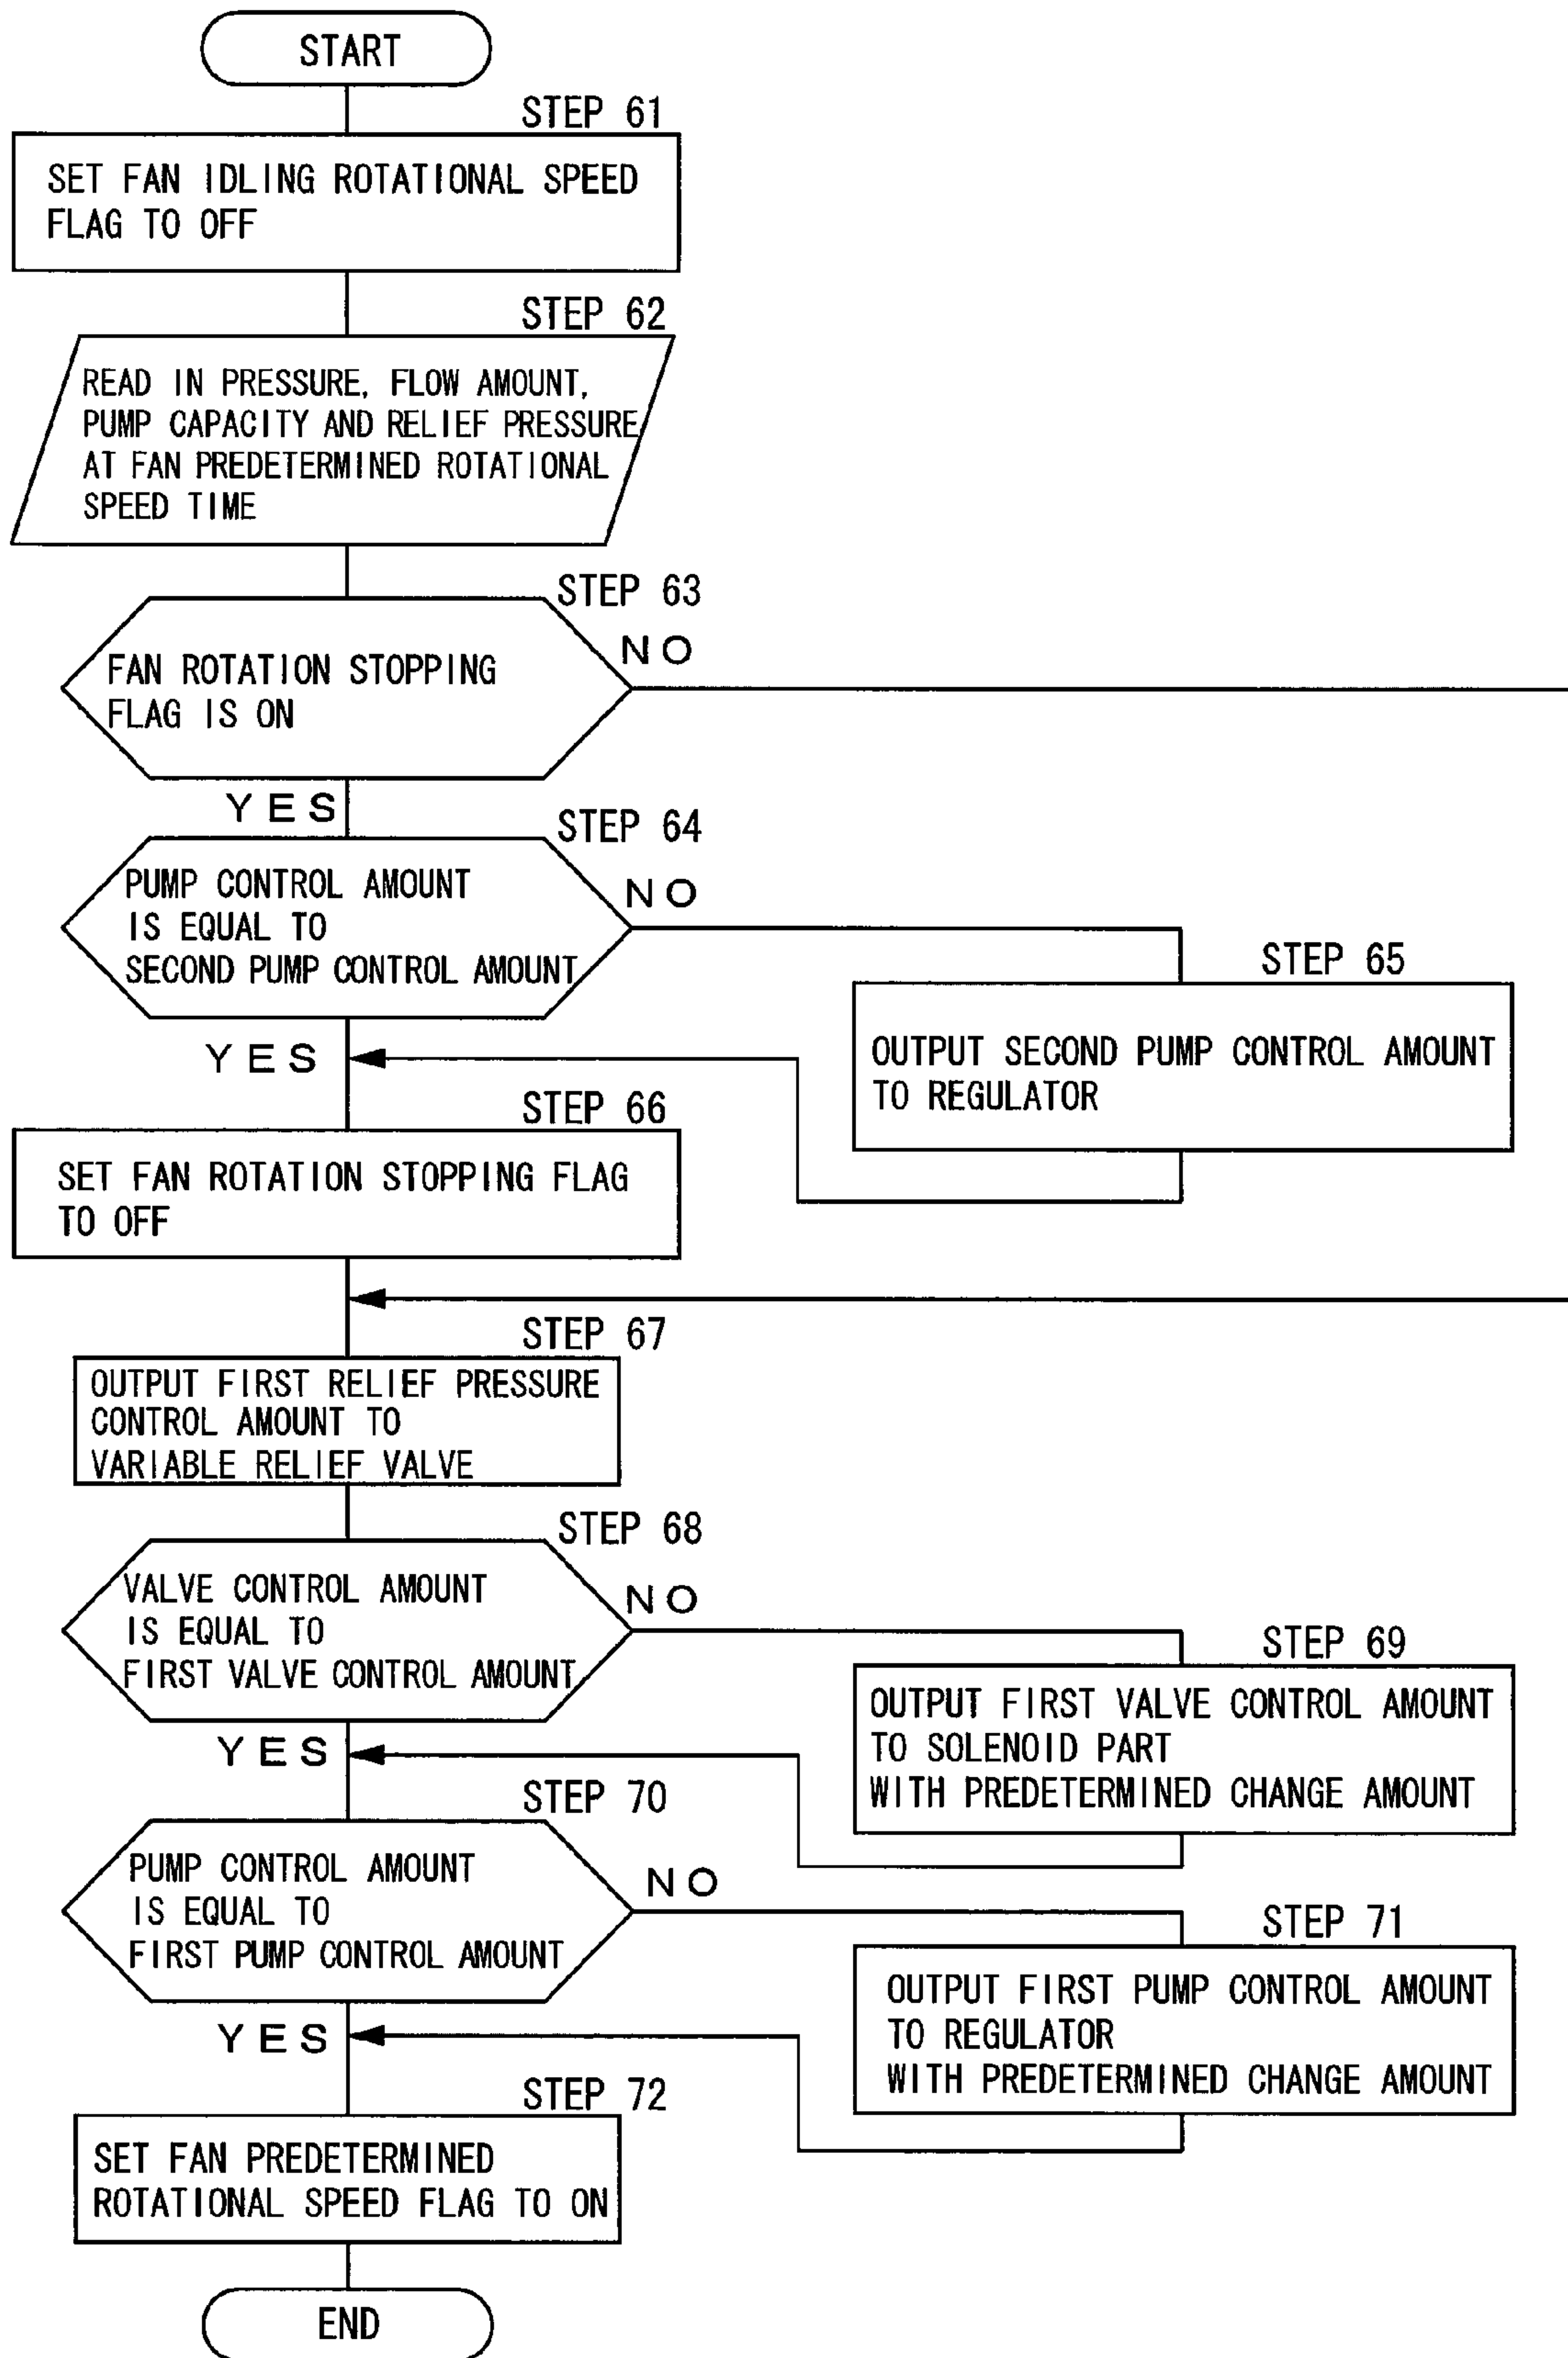 START
STEP 61
SET FAN IDLING ROTATIONAL SPEED
FLAG TO OFF
STEP 62
READ IN PRESSURE, FLOW AMOUNT,
PUMP CAPACITY AND RELIEF PRESSURE
AT FAN PREDETERMINED ROTATIONAL
SPEED TIME
STEP 63
FAN ROTATION STOPPING
FLAG IS ON
NO
YES
STEP 64
PUMP CONTROL AMOUNT
IS EQUAL TO
SECOND PUMP CONTROL AMOUNT
NO
STEP 65
OUTPUT SECOND PUMP CONTROL AMOUNT
TO REGULATOR
YES
STEP 66
SET FAN ROTATION STOPPING FLAG
TO OFF
STEP 67
OUTPUT FIRST RELIEF PRESSURE
CONTROL AMOUNT TO
VARIABLE RELIEF VALVE
STEP 68
VALVE CONTROL AMOUNT
IS EQUAL TO
FIRST VALVE CONTROL AMOUNT
NO
STEP 69
OUTPUT FIRST VALVE CONTROL AMOUNT
TO SOLENOID PART
WITH PREDETERMINED CHANGE AMOUNT
YES
STEP 70
PUMP CONTROL AMOUNT
IS EQUAL TO
FIRST PUMP CONTROL AMOUNT
NO
STEP 71
OUTPUT FIRST PUMP CONTROL AMOUNT
TO REGULATOR
WITH PREDETERMINED CHANGE AMOUNT
YES
STEP 72
SET FAN PREDETERMINED
ROTATIONAL SPEED FLAG TO ON
END